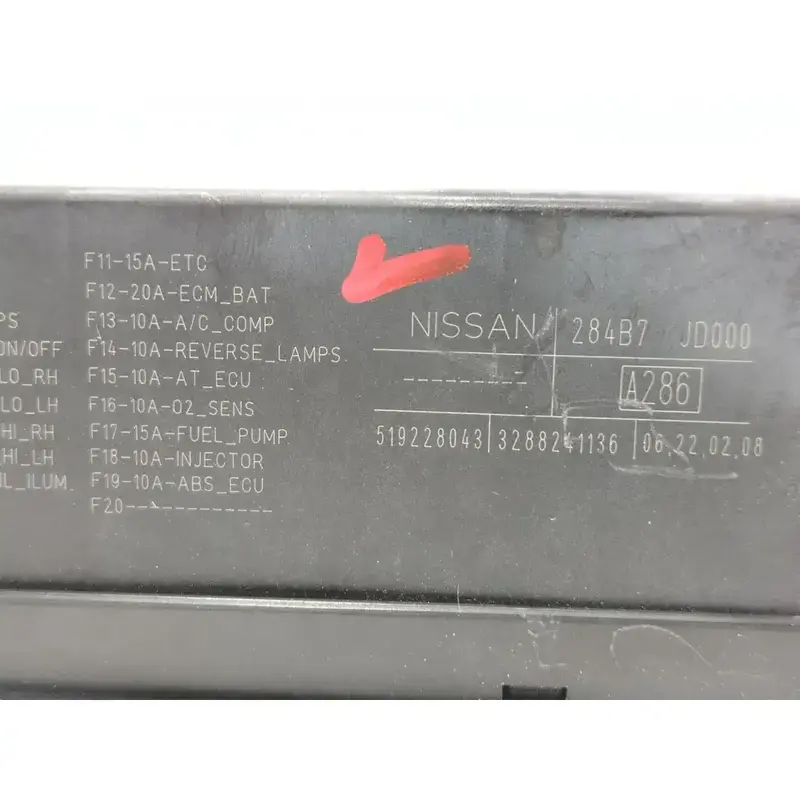 F11-15A-ETC
F12-20A-ECM_BAT
PS F13-10A-A/C_COMP
ON/OFF F14-10A-REVERSE_LAMPS
LO_RH F15-10A-AT_ECU
LO_LH F16-10A-O2_SENS
HI_RH F17-15A-FUEL_PUMP
HI_LH F18-10A-INJECTOR
IL_ILUM. F19-10A-ABS_ECU
F20-------------
NISSAN 284B7 JD000
--------- A286
519228043 3288241136 06.22.02.08